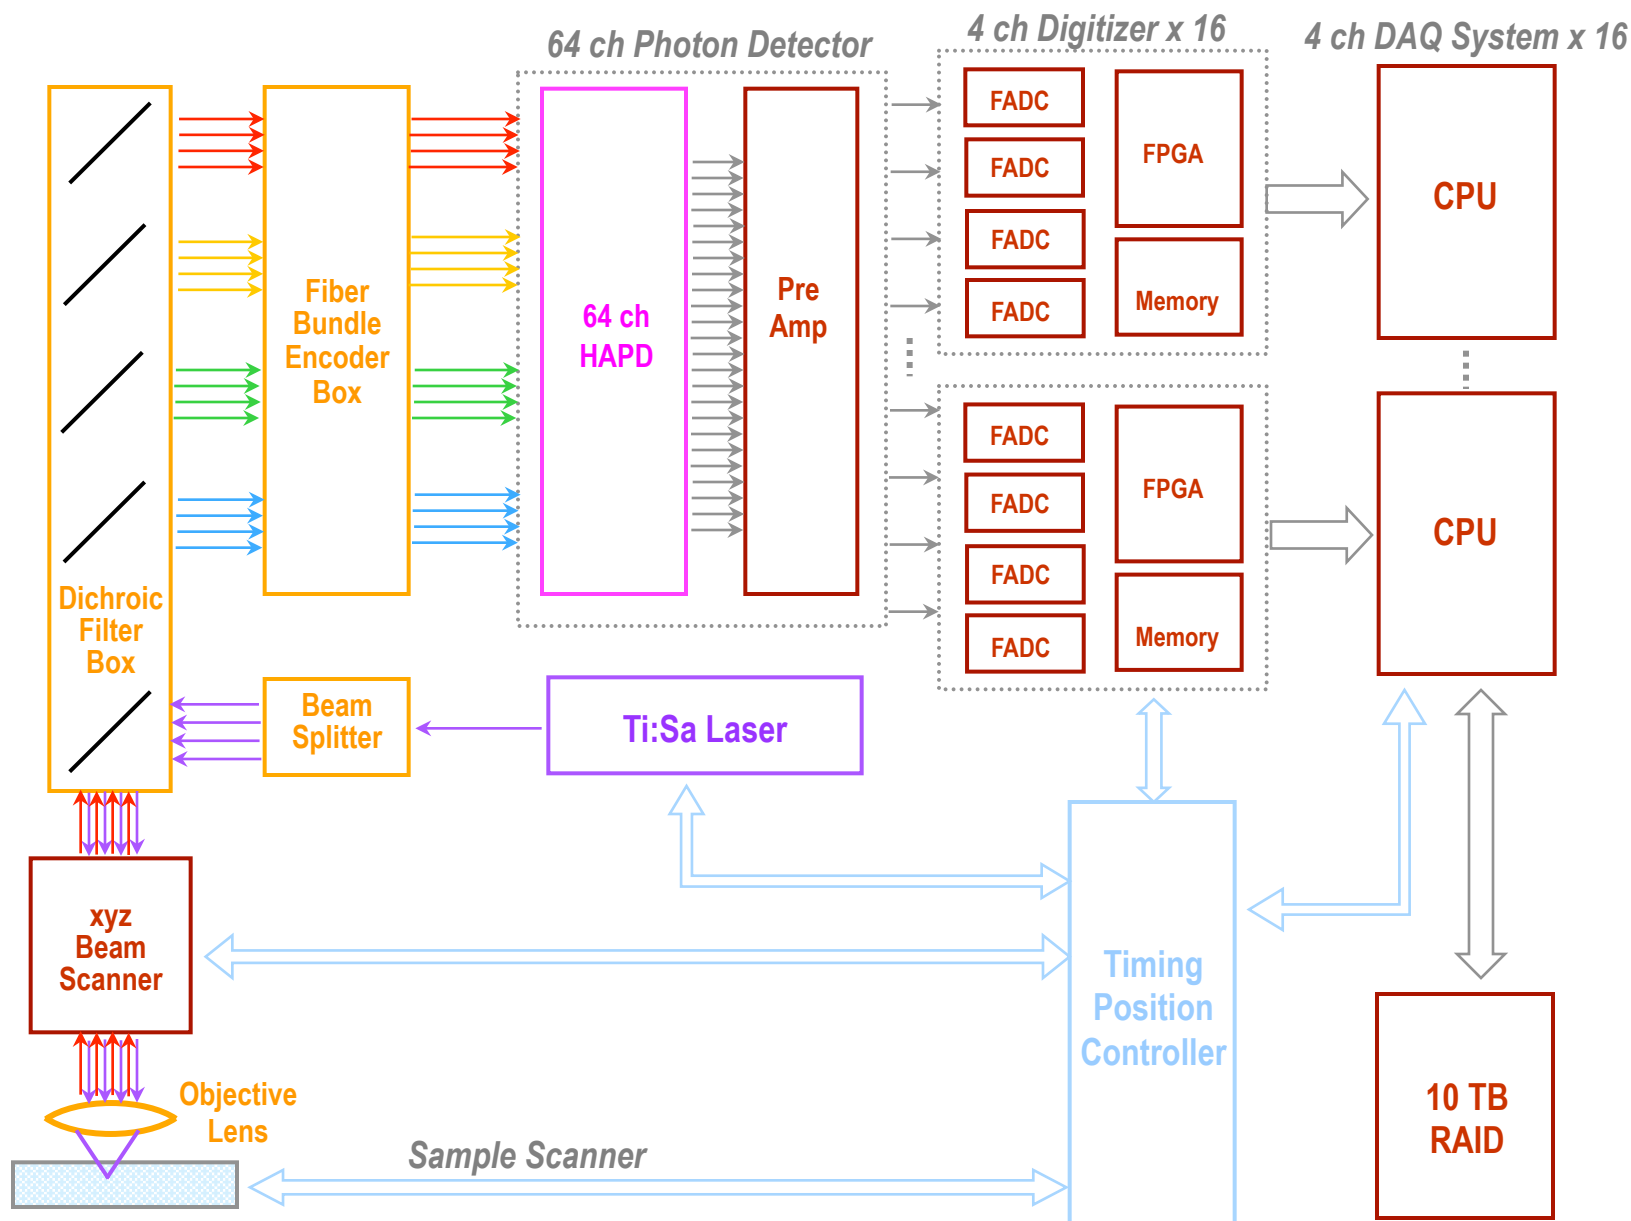 64 ch Photon Detector
4 ch Digitizer x 16
4 ch DAQ System x 16
Fiber
Bundle
Encoder
Box
64 ch
HAPD
Pre
Amp
FADC
FADC
FADC
FADC
FPGA
Memory
CPU
FADC
FADC
FADC
FADC
FPGA
Memory
CPU
Dichroic
Filter
Box
Beam
Splitter
Ti:Sa Laser
xyz
Beam
Scanner
Timing
Position
Controller
Objective
Lens
Sample Scanner
10 TB
RAID